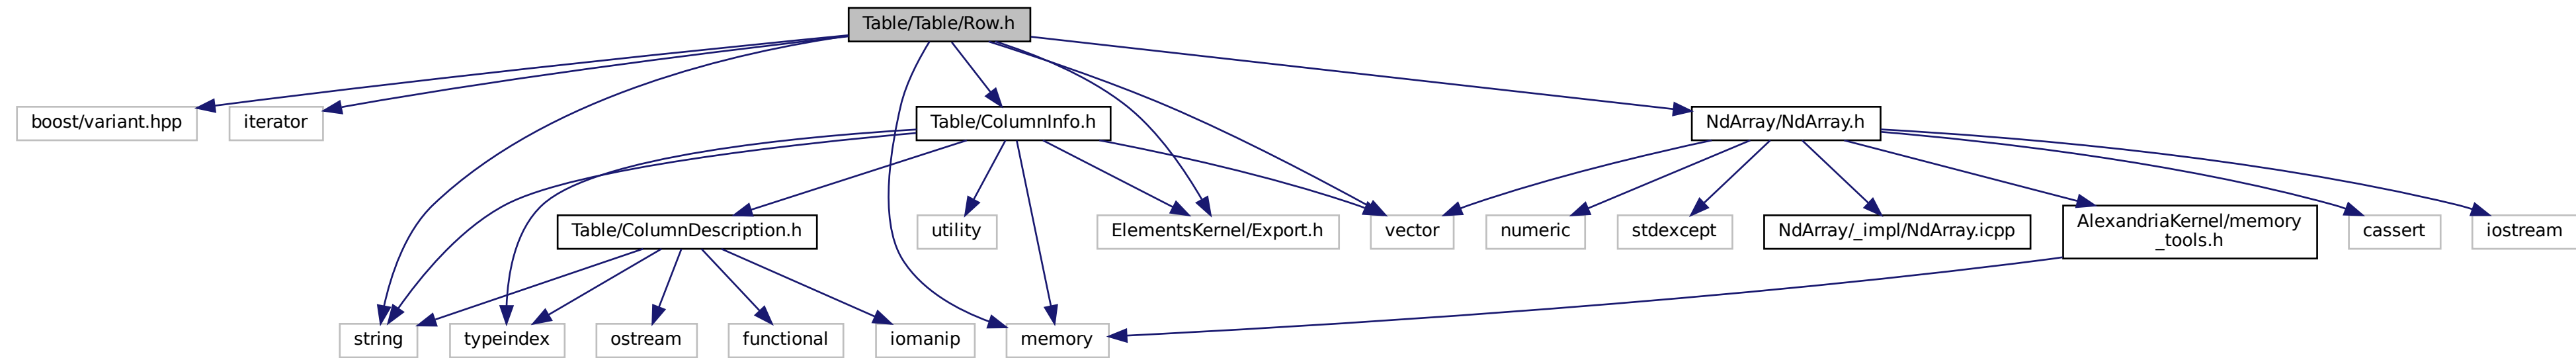 Table/Table/Row.h
boost/variant.hpp
iterator
Table/ColumnInfo.h
NdArray/NdArray.h
Table/ColumnDescription.h
utility
ElementsKernel/Export.h
vector
numeric
stdexcept
NdArray/_impl/NdArray.icpp
AlexandriaKernel/memory
_tools.h
cassert
iostream
string
typeindex
ostream
functional
iomanip
memory